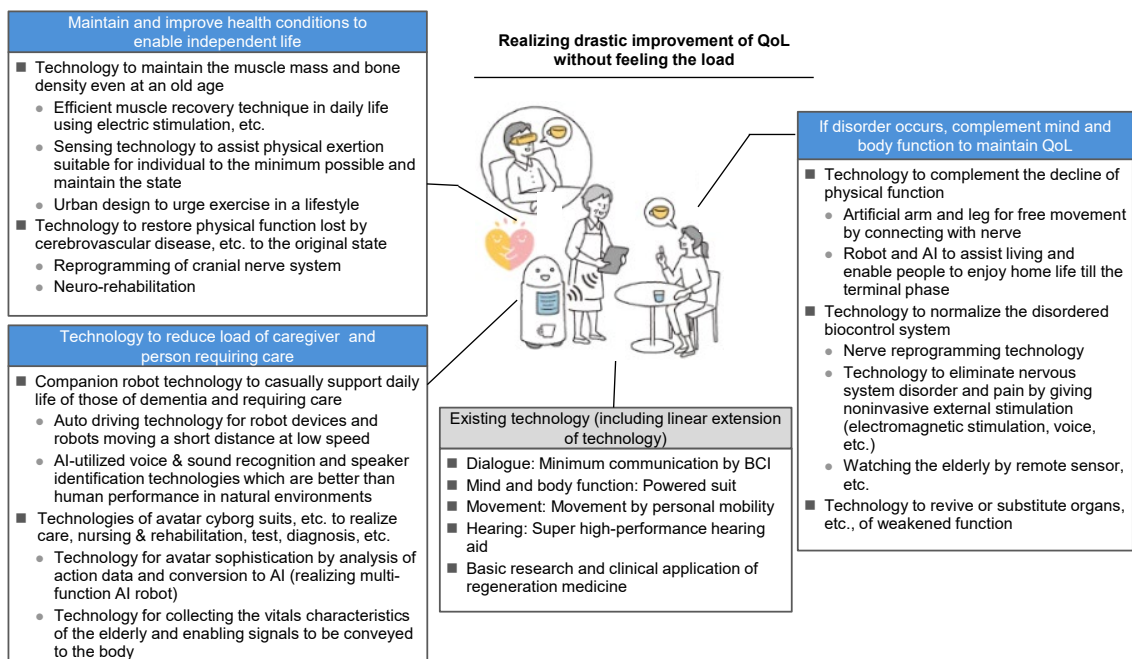 Maintain and improve health conditions to
enable independent life
■ Technology to maintain the muscle mass and bone
density even at an old age
● Efficient muscle recovery technique in daily life
using electric stimulation, etc.
● Sensing technology to assist physical exertion
suitable for individual to the minimum possible and
maintain the state
● Urban design to urge exercise in a lifestyle
■ Technology to restore physical function lost by
cerebrovascular disease, etc. to the original state
● Reprogramming of cranial nerve system
● Neuro-rehabilitation
Technology to reduce load of caregiver and
person requiring care
■ Companion robot technology to casually support daily
life of those of dementia and requiring care
● Auto driving technology for robot devices and
robots moving a short distance at low speed
● AI-utilized voice & sound recognition and speaker
identification technologies which are better than
human performance in natural environments
■ Technologies of avatar cyborg suits, etc. to realize
care, nursing & rehabilitation, test, diagnosis, etc.
● Technology for avatar sophistication by analysis of
action data and conversion to AI (realizing multi-
function AI robot)
● Technology for collecting the vitals characteristics
of the elderly and enabling signals to be conveyed
to the body
Realizing drastic improvement of QoL
without feeling the load
Existing technology (including linear extension
of technology)
■ Dialogue: Minimum communication by BCI
■ Mind and body function: Powered suit
■ Movement: Movement by personal mobility
■ Hearing: Super high-performance hearing
aid
■ Basic research and clinical application of
regeneration medicine
If disorder occurs, complement mind and
body function to maintain QoL
■ Technology to complement the decline of
physical function
● Artificial arm and leg for free movement
by connecting with nerve
● Robot and AI to assist living and
enable people to enjoy home life till the
terminal phase
■ Technology to normalize the disordered
biocontrol system
● Nerve reprogramming technology
● Technology to eliminate nervous
system disorder and pain by giving
noninvasive external stimulation
(electromagnetic stimulation, voice,
etc.)
● Watching the elderly by remote sensor,
etc.
■ Technology to revive or substitute organs,
etc., of weakened function